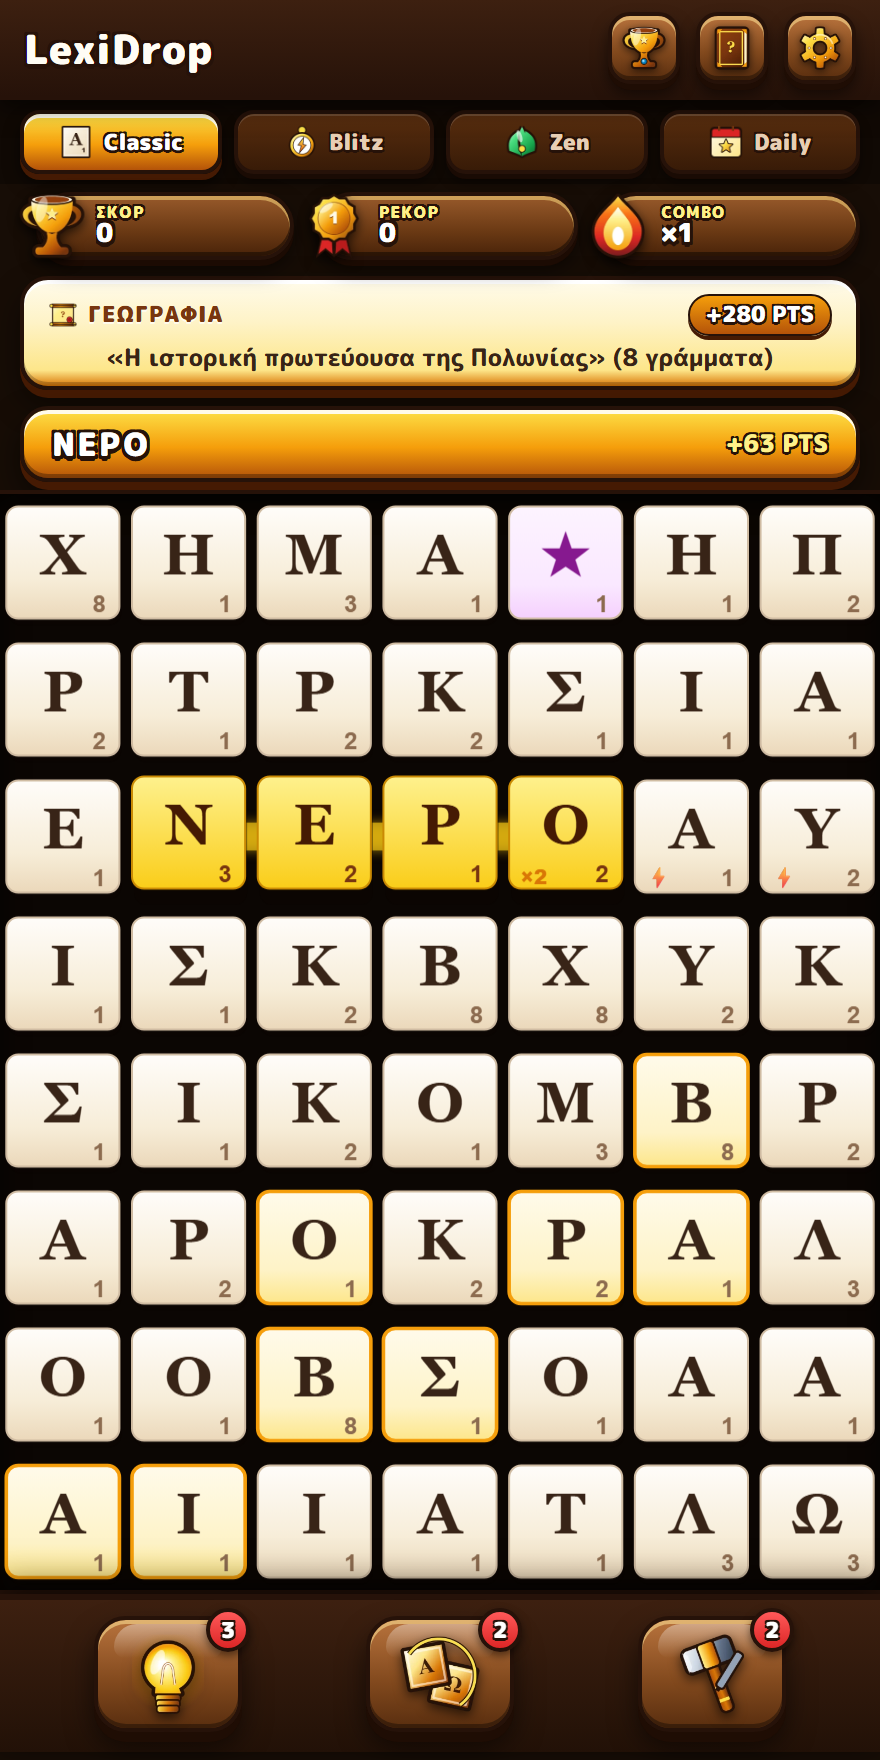 LexiDrop
Classic Blitz Zen Daily
ΣΚΟΡ 0 ΡΕΚΟΡ 0 COMBO ×1
ΓΕΩΓΡΑΦΙΑ +280 PTS
«Η ιστορική πρωτεύουσα της Πολωνίας» (8 γράμματα)
ΝΕΡΟ +63 PTS
Χ 8 Η 1 Μ 3 Α 1 ★ 1 Η 1 Π 2
Ρ 2 Τ 1 Ρ 2 Κ 2 Σ 1 Ι 1 Α 1
Ε 1 Ν 3 Ε 2 Ρ 1 Ο ×2 2 Α 1 Υ 2
Ι 1 Σ 1 Κ 2 Β 8 Χ 8 Υ 2 Κ 2
Σ 1 Ι 1 Κ 2 Ο 1 Μ 3 Β 8 Ρ 2
Α 1 Ρ 2 Ο 1 Κ 2 Ρ 2 Α 1 Λ 3
Ο 1 Ο 1 Β 8 Σ 1 Ο 1 Α 1 Α 1
Α 1 Ι 1 Ι 1 Α 1 Τ 1 Λ 3 Ω 3
3 2 2